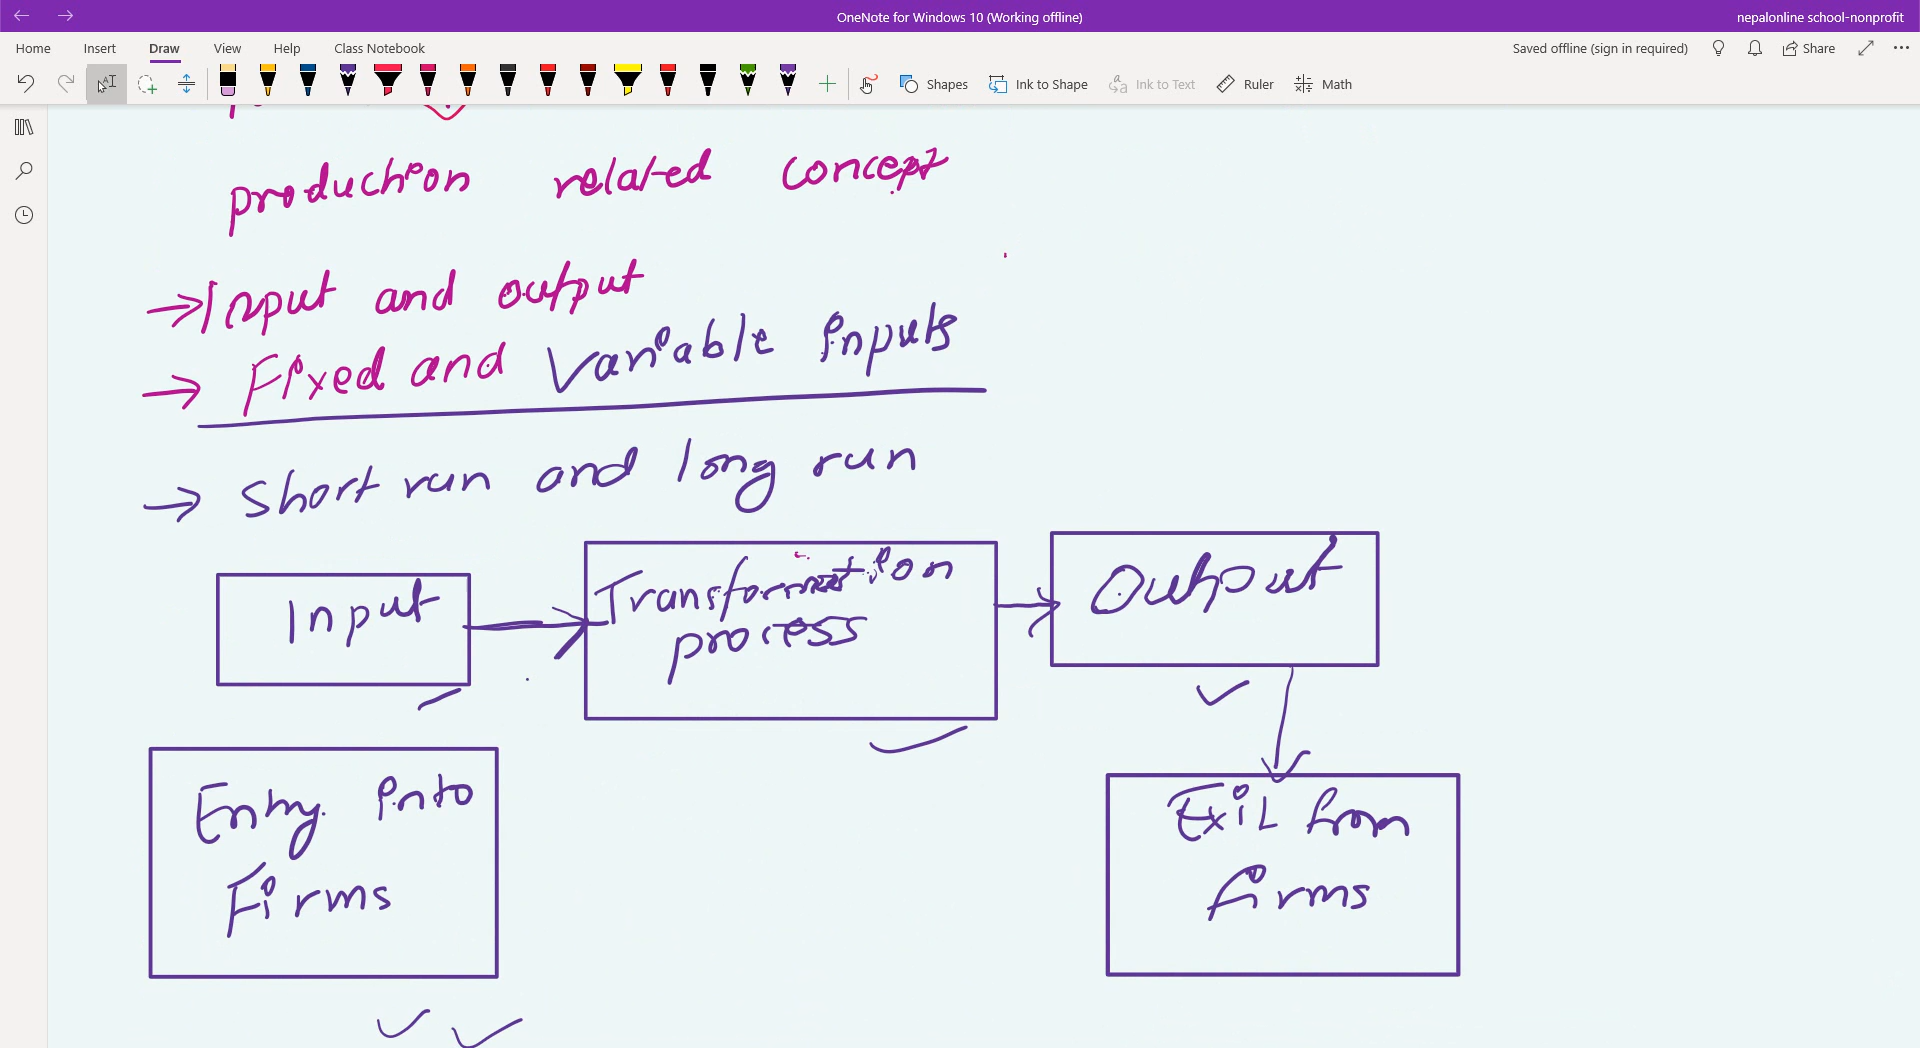 OneNote for Windows 10 (Working offline)
nepalonline school-nonprofit
Home Insert Draw View Help Class Notebook
Saved offline (sign in required) Share
Shapes Ink to Shape Ink to Text Ruler Math
production related concept
→ Input and output
→ Fixed and Variable inputs
→ Short run and long run
Input
Transformation
process
Output
Entry into
Firms
Exit from
firms